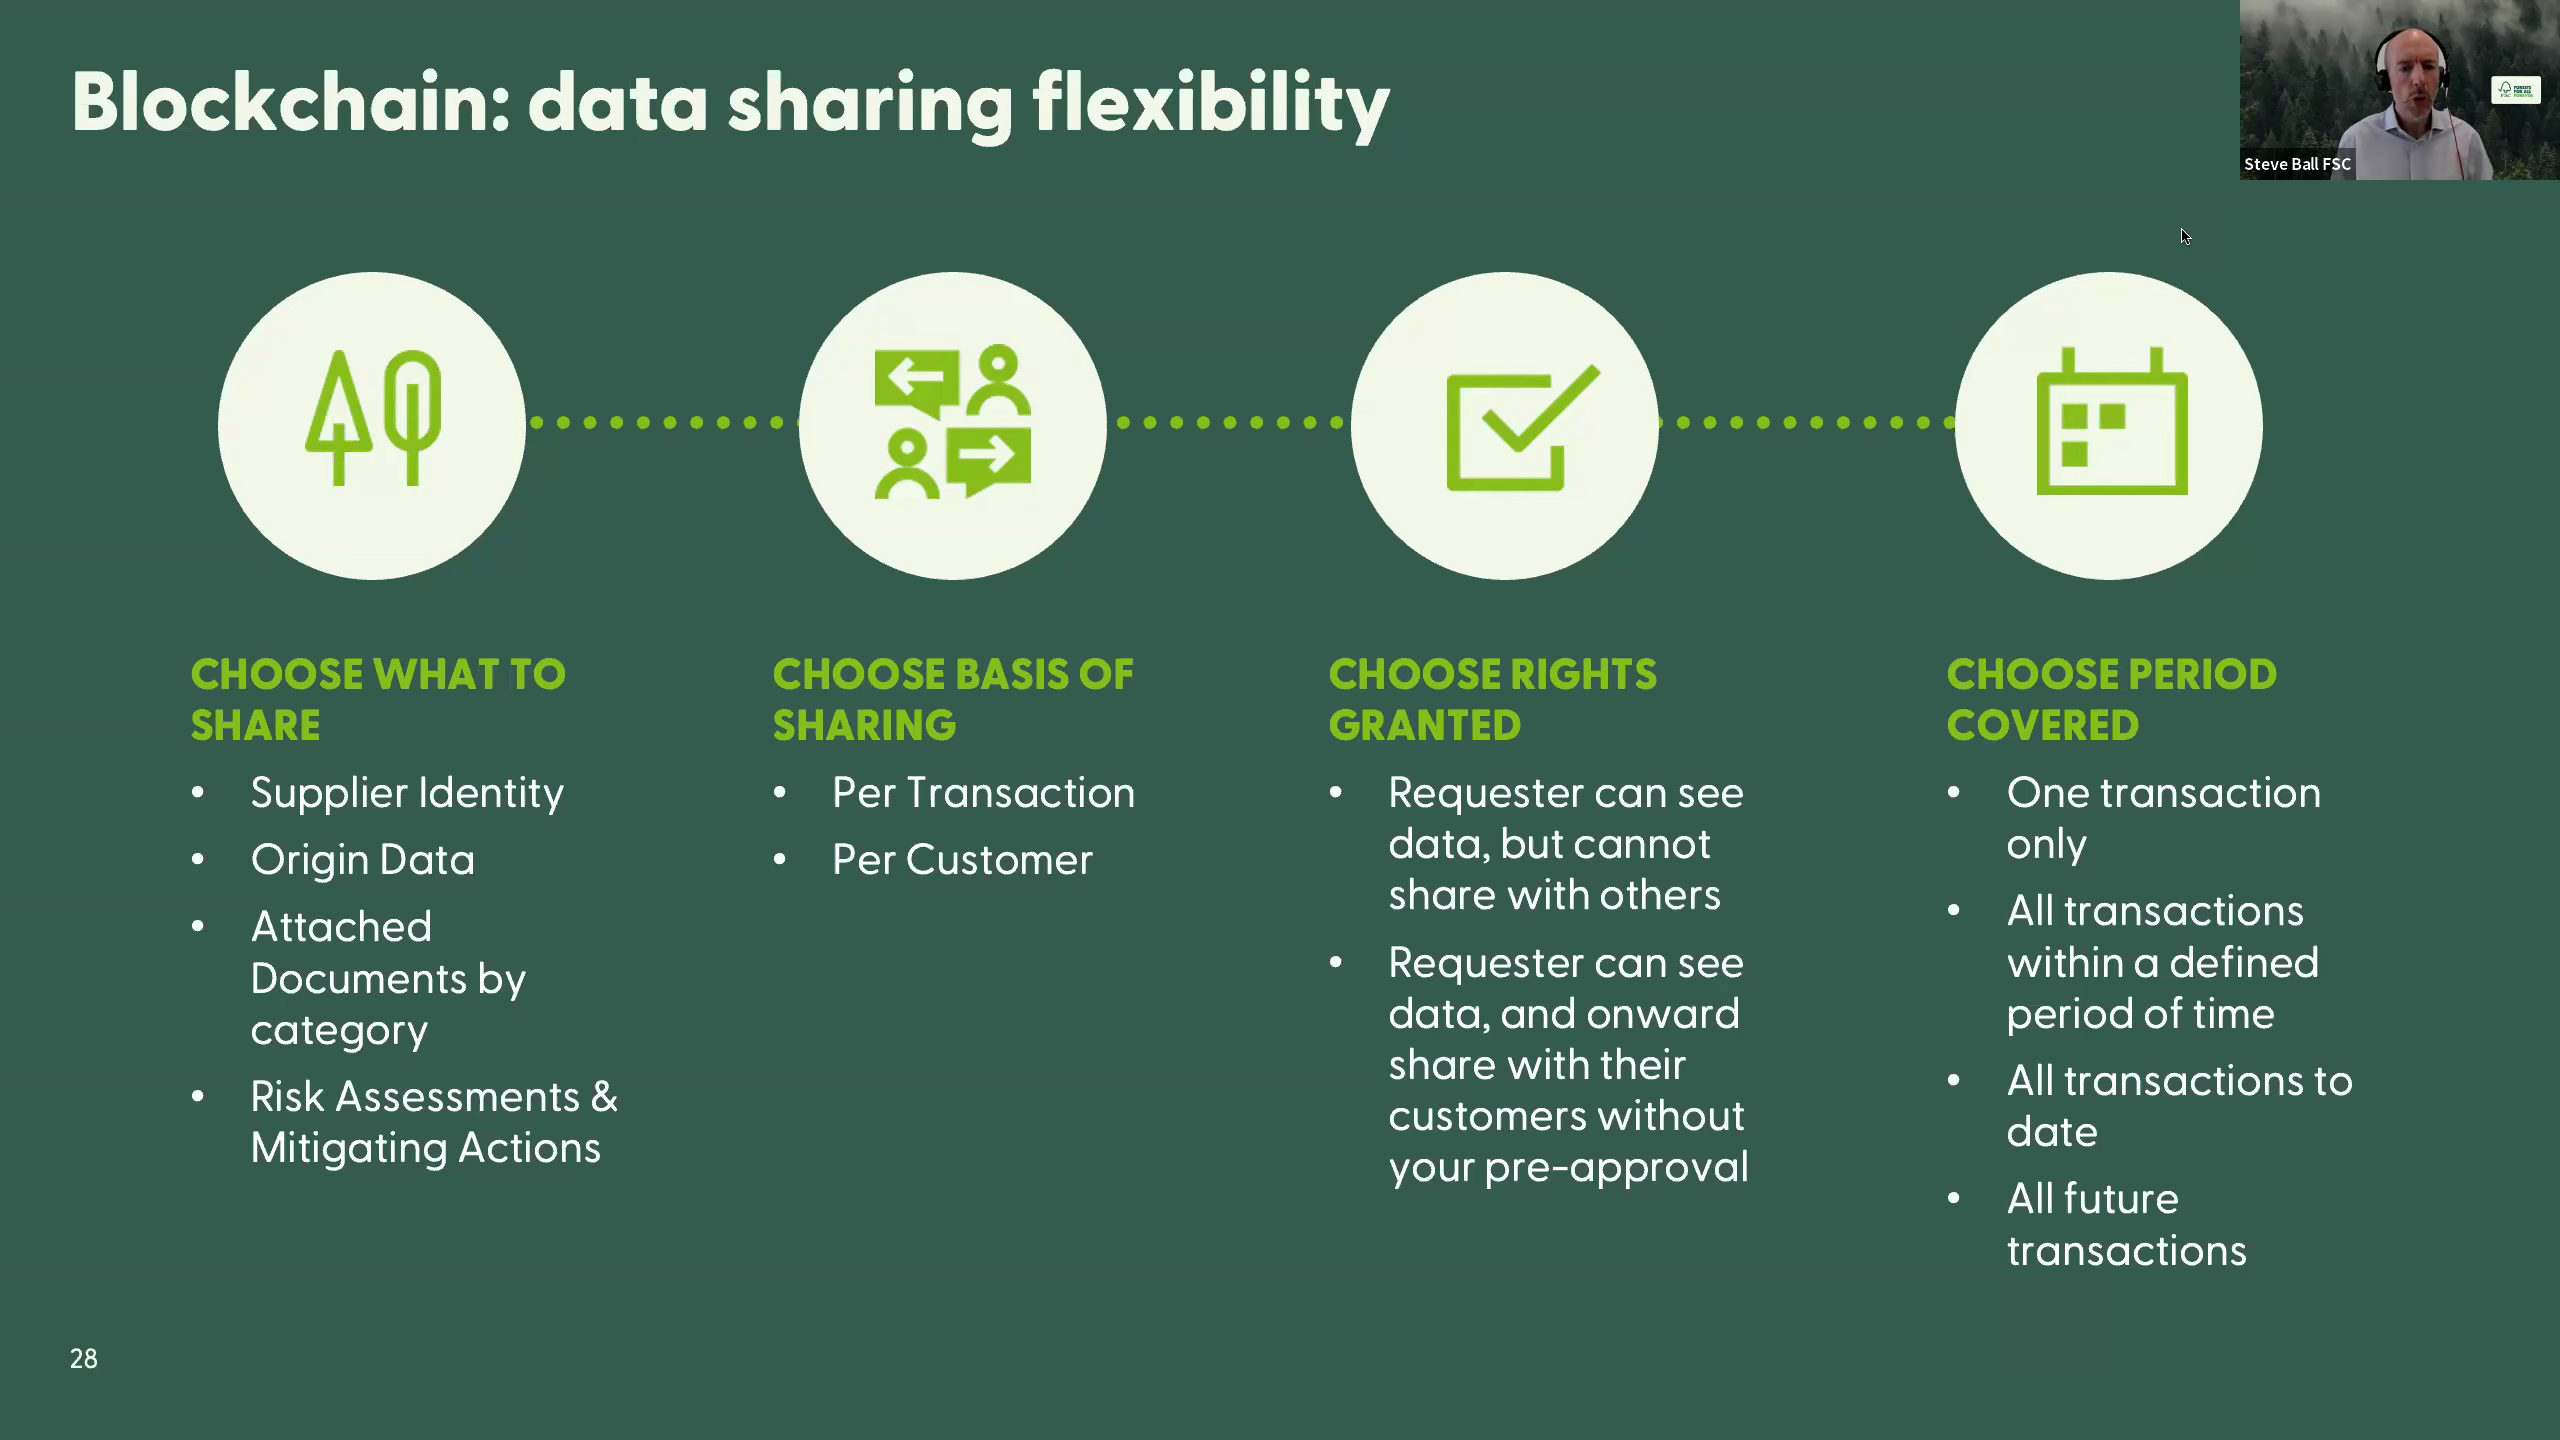 Blockchain: data sharing flexibility
Steve Ball FSC
CHOOSE WHAT TO
SHARE
• Supplier Identity
• Origin Data
• Attached
Documents by
category
• Risk Assessments &
Mitigating Actions
CHOOSE BASIS OF
SHARING
• Per Transaction
• Per Customer
CHOOSE RIGHTS
GRANTED
• Requester can see
data, but cannot
share with others
• Requester can see
data, and onward
share with their
customers without
your pre-approval
CHOOSE PERIOD
COVERED
• One transaction
only
• All transactions
within a defined
period of time
• All transactions to
date
• All future
transactions
28